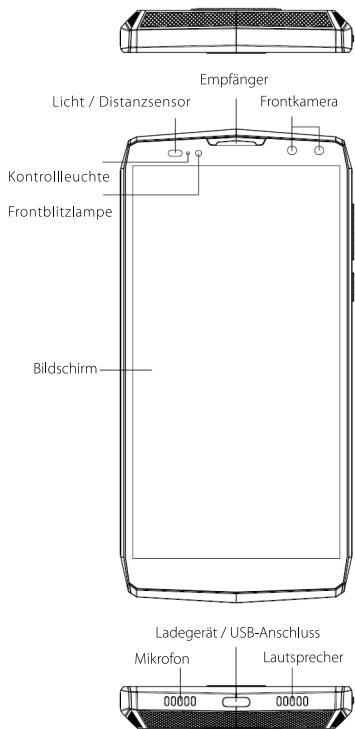 Empfänger
Licht / Distanzsensor
Frontkamera
Kontrollleuchte
Frontblitzlampe
Bildschirm
Ladegerät / USB-Anschluss
Mikrofon
Lautsprecher